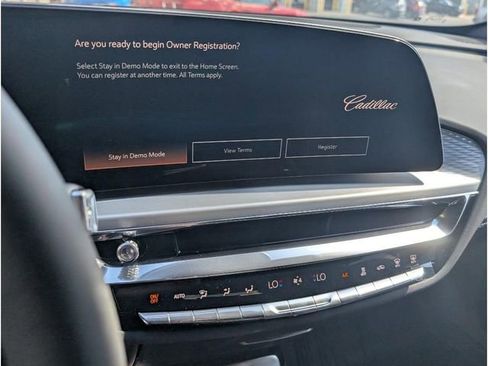 Are you ready to begin Owner Registration?
Select Stay in Demo Mode to exit to the Home Screen.
You can register at another time. All Terms apply.
Cadillac
Stay in Demo Mode
View Terms
Register
ON/
OFF
AUTO
LO
LO
A/C